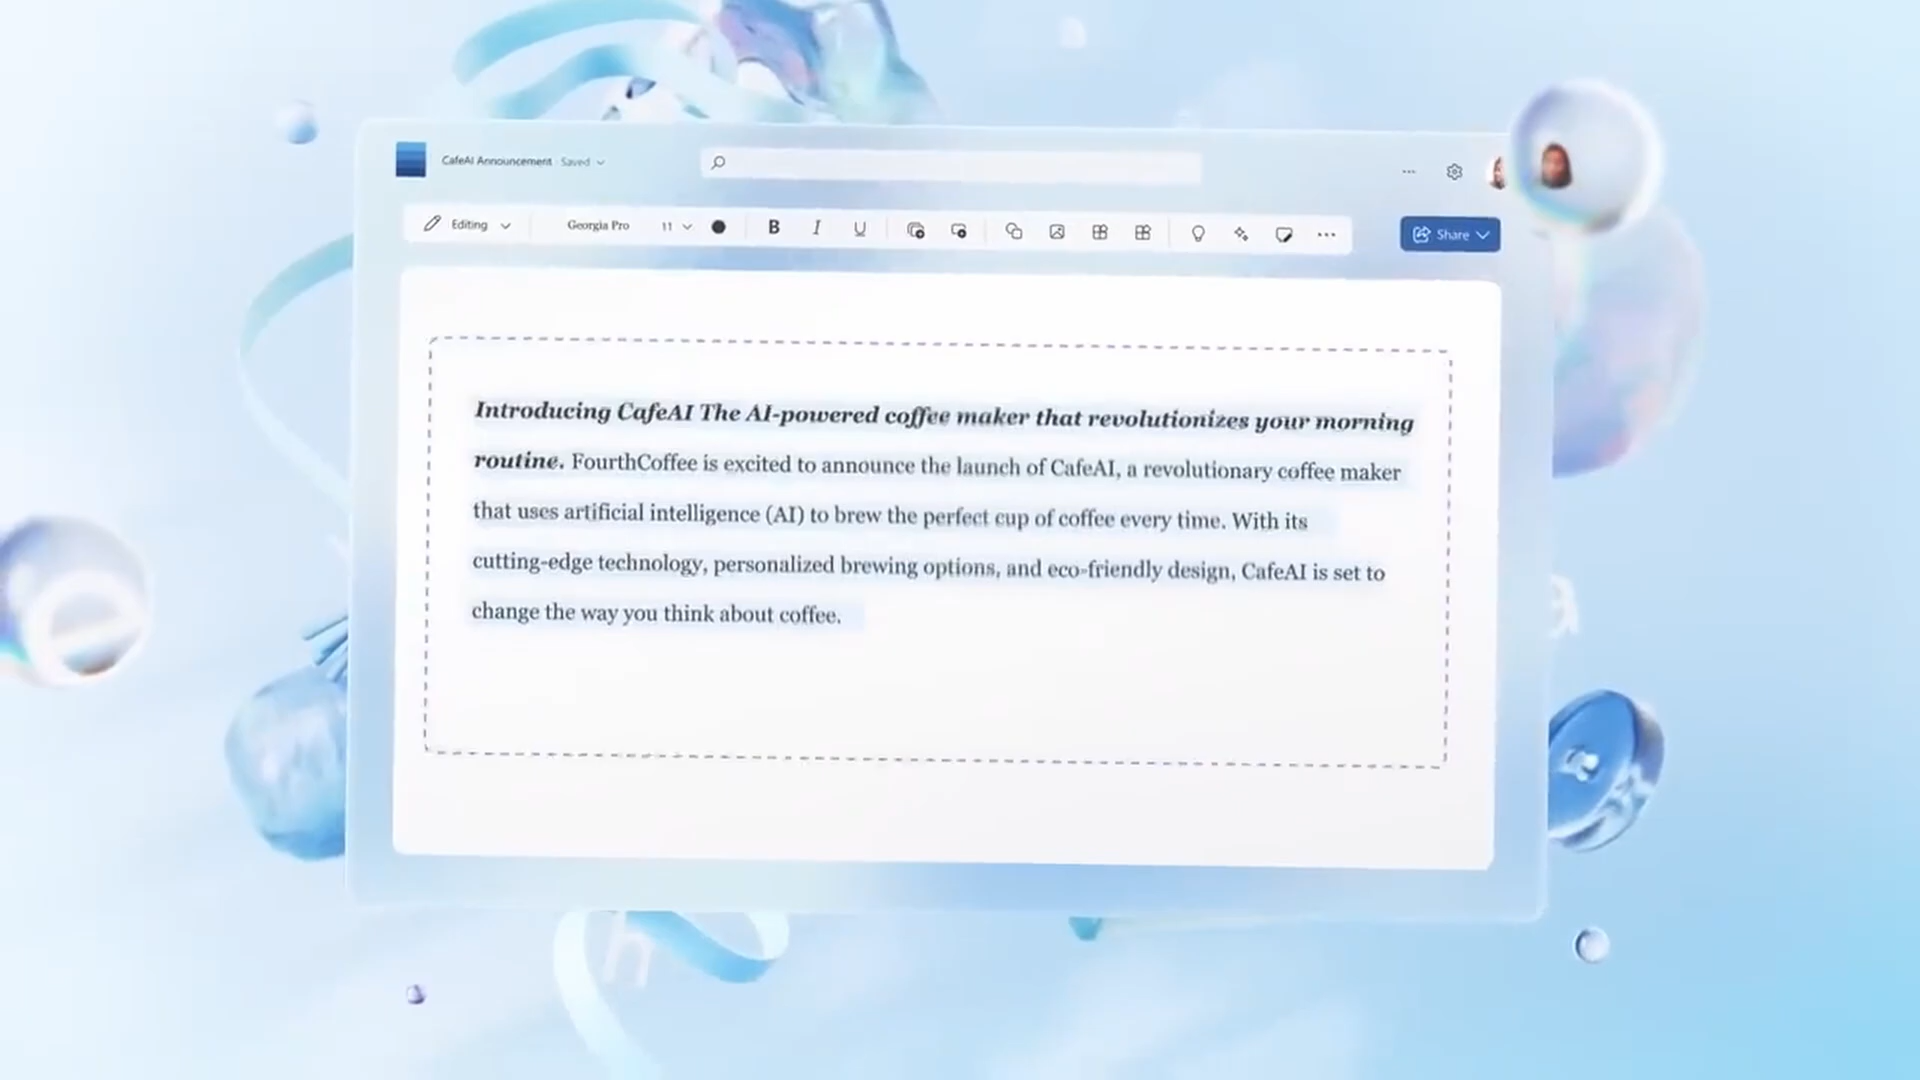 CafeAI Announcement · Saved
Editing
Georgia Pro
11
B
I
U
Share
Introducing CafeAI The AI-powered coffee maker that revolutionizes your morning
routine. FourthCoffee is excited to announce the launch of CafeAI, a revolutionary coffee maker
that uses artificial intelligence (AI) to brew the perfect cup of coffee every time. With its
cutting-edge technology, personalized brewing options, and eco-friendly design, CafeAI is set to
change the way you think about coffee.
h